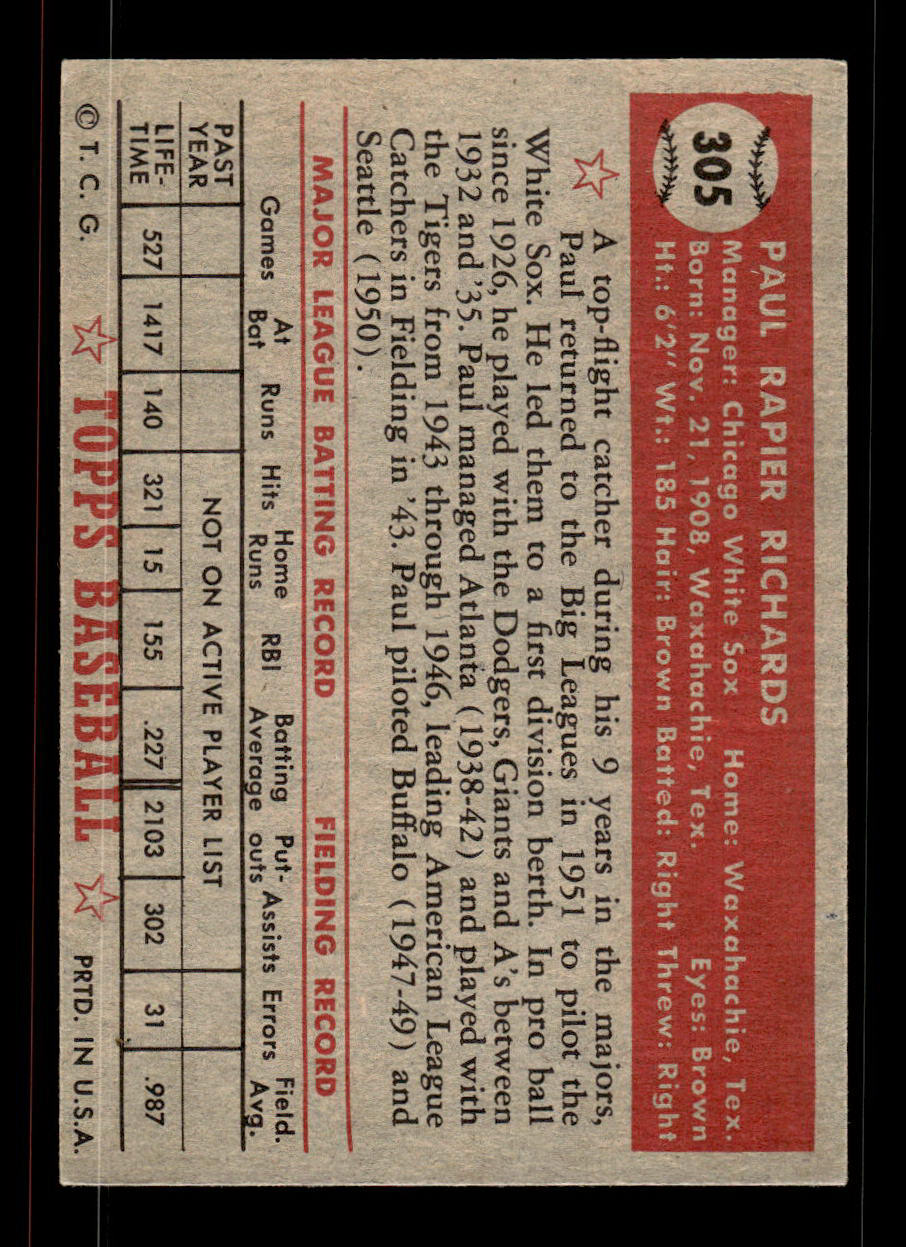 305
PAUL RAPIER RICHARDS
Manager: Chicago White Sox Home: Waxahachie, Tex.
Born: Nov. 21, 1908, Waxahachie, Tex. Eyes: Brown
Ht.: 6'2" Wt.: 185 Hair: Brown Batted: Right Threw: Right
A top-flight catcher during his 9 years in the majors,
Paul returned to the Big Leagues in 1951 to pilot the
White Sox. He led them to a first division berth. In pro ball
since 1926, he played with the Dodgers, Giants and A's between
1932 and '35. Paul managed Atlanta (1938-42) and played with
the Tigers from 1943 through 1946, leading American League
Catchers in Fielding in '43. Paul piloted Buffalo (1947-49) and
Seattle (1950).
MAJOR LEAGUE BATTING RECORD FIELDING RECORD
Games At Bat Runs Hits Home Runs RBI Batting Average Put-outs Assists Errors Field. Avg.
PAST YEAR NOT ON ACTIVE PLAYER LIST
LIFE-TIME 527 1417 140 321 15 155 .227 2103 302 31 .987
© T. C. G. TOPPS BASEBALL PRTD. IN U.S.A.